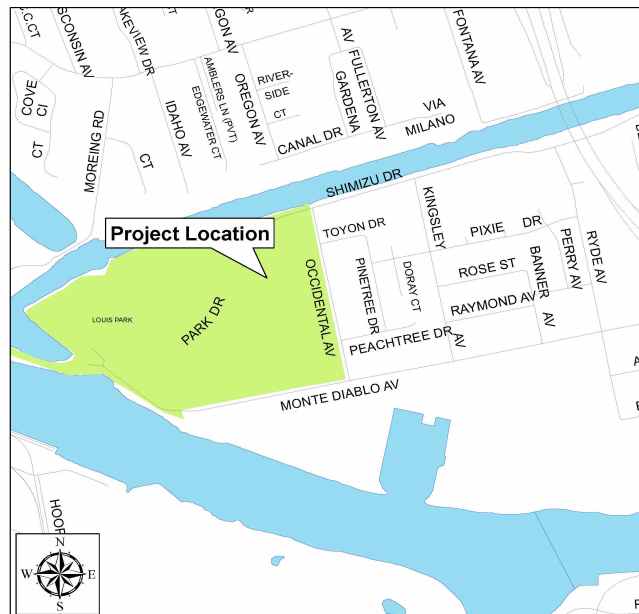 C.C.CT
SCONSIN AV
AKEVIEW DR
GON AV
AV
FULLERTON AV
GARDENA
FONTANA AV
COVE
CI
CT
MOREING RD
CT
IDAHO AV
AMBLERS LN (PVT)
EDGEWATER CT
OREGON AV
RIVER-
SIDE
CT
CANAL DR
VIA
MILANO
SHIMIZU DR
Project Location
TOYON DR
KINGSLEY
AV
PIXIE DR
RYDE AV
PERRY AV
BANNER
AV
ROSE ST
DORAY CT
PINETREE DR
OCCIDENTAL AV
RAYMOND AV
LOUIS PARK
PARK DR
PEACHTREE DR
MONTE DIABLO AV
HOOP
N
W E
S